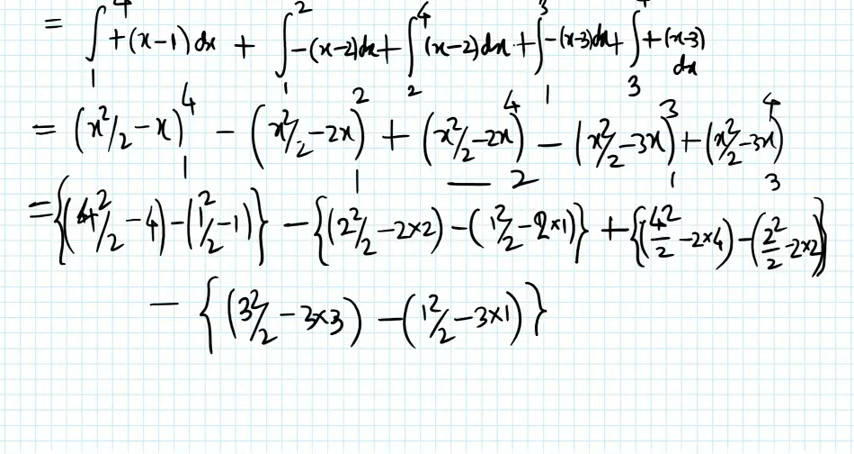 = ∫₁⁴ +(x-1)dx + ∫₁² -(x-2)dx + ∫₂⁴ (x-2)dx + ∫₁³ -(x-3)dx + ∫₃⁴ +(x-3)dx
= (x²/2 - x)₁⁴ - (x²/2 - 2x)₁² + (x²/2 - 2x)₂⁴ - (x²/2 - 3x)₁³ + (x²/2 - 3x)₃⁴
= {(4²/2 - 4) - (1²/2 - 1)} - {(2²/2 - 2×2) - (1²/2 - 2×1)} + {(4²/2 - 2×4) - (2²/2 - 2×2)}
- {(3²/2 - 3×3) - (1²/2 - 3×1)}